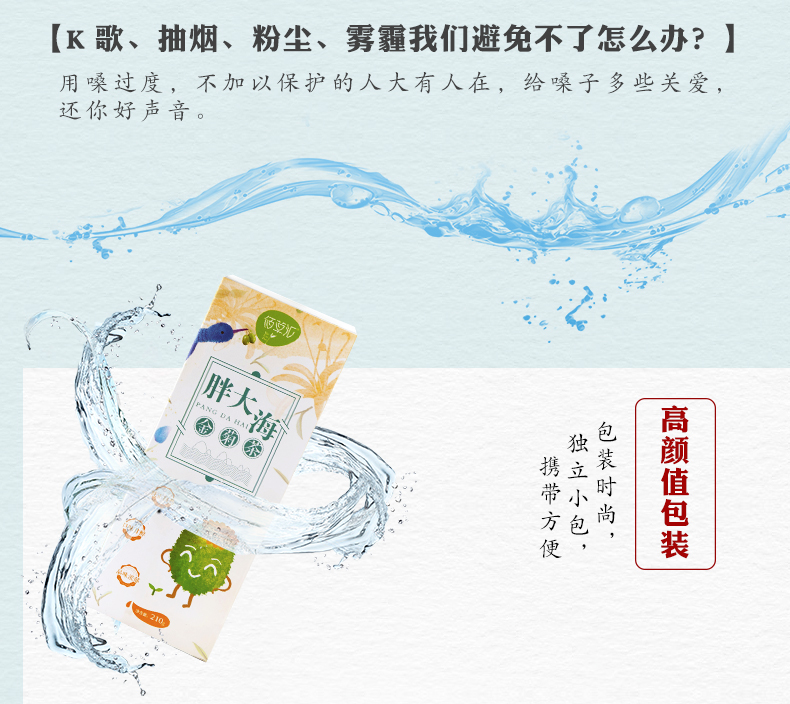 【K 歌、抽烟、粉尘、雾霾我们避免不了怎么办？】
用嗓过度，不加以保护的人大有人在，给嗓子多些关爱，
还你好声音。
胖大海
PANG DA HAI
金菊茶
210
高颜值包装
包装时尚，
独立小包，
携带方便